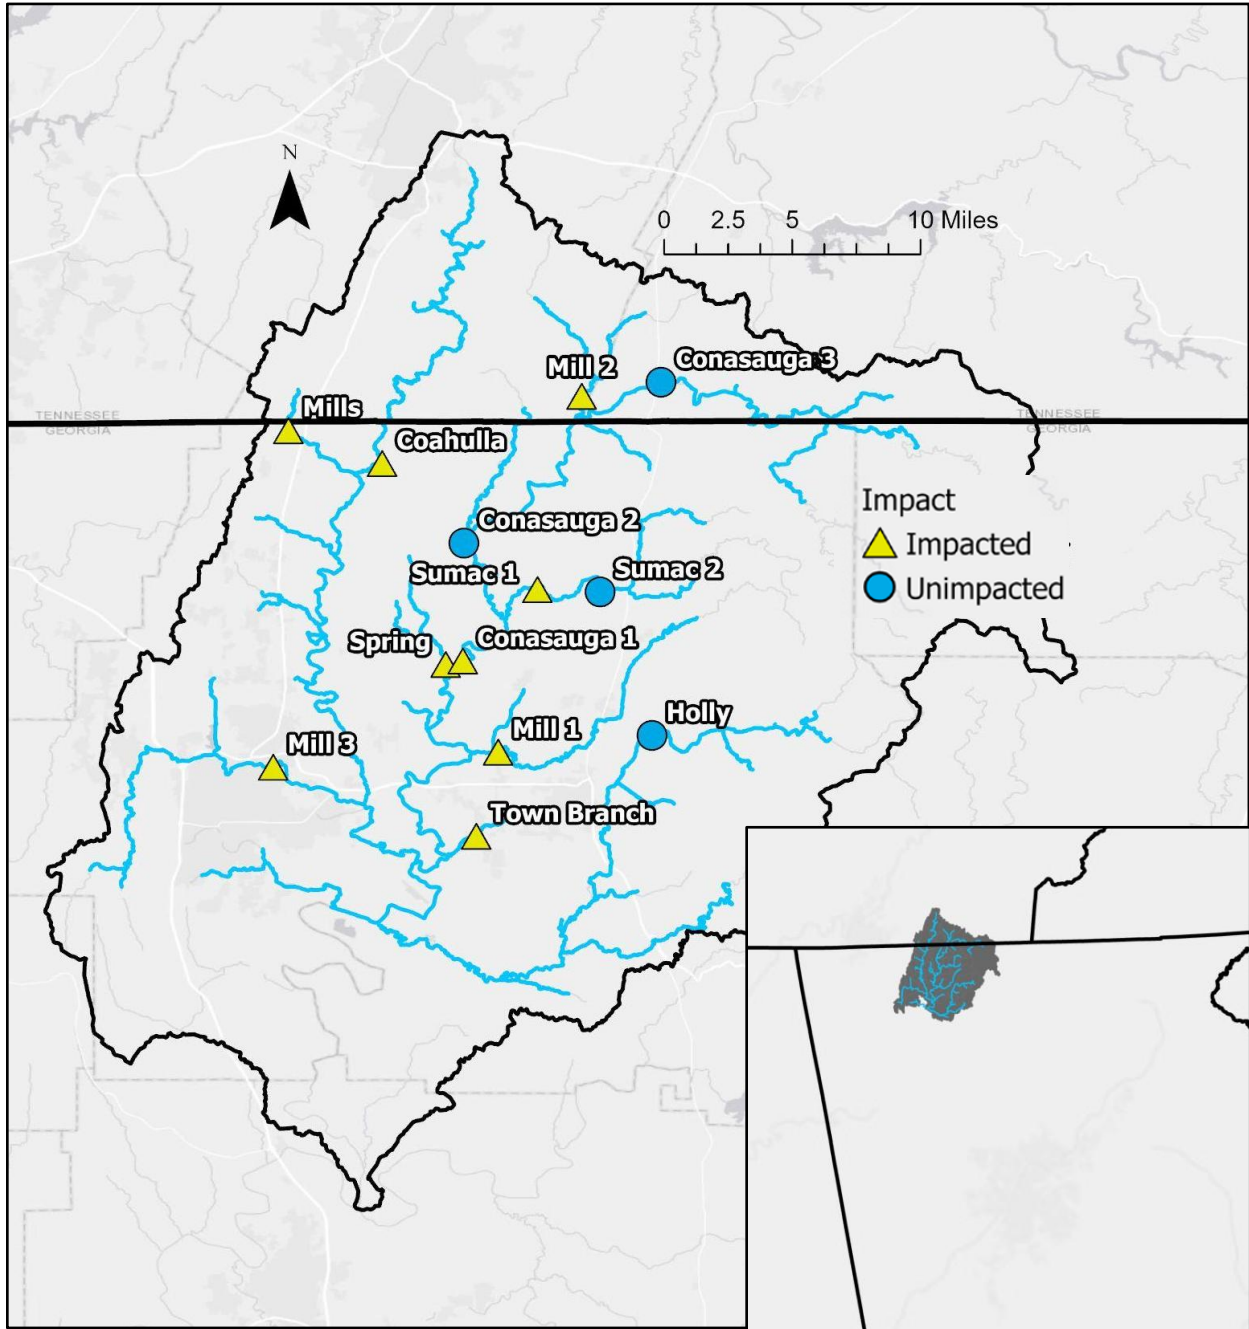 N
0 2.5 5 10 Miles
Mill 2
Conasauga 3
Mills
TENNESSEE
GEORGIA
TENNESSEE
GEORGIA
Coahulla
Impact
Impacted
Unimpacted
Conasauga 2
Sumac 1
Sumac 2
Spring
Conasauga 1
Holly
Mill 1
Mill 3
Town Branch